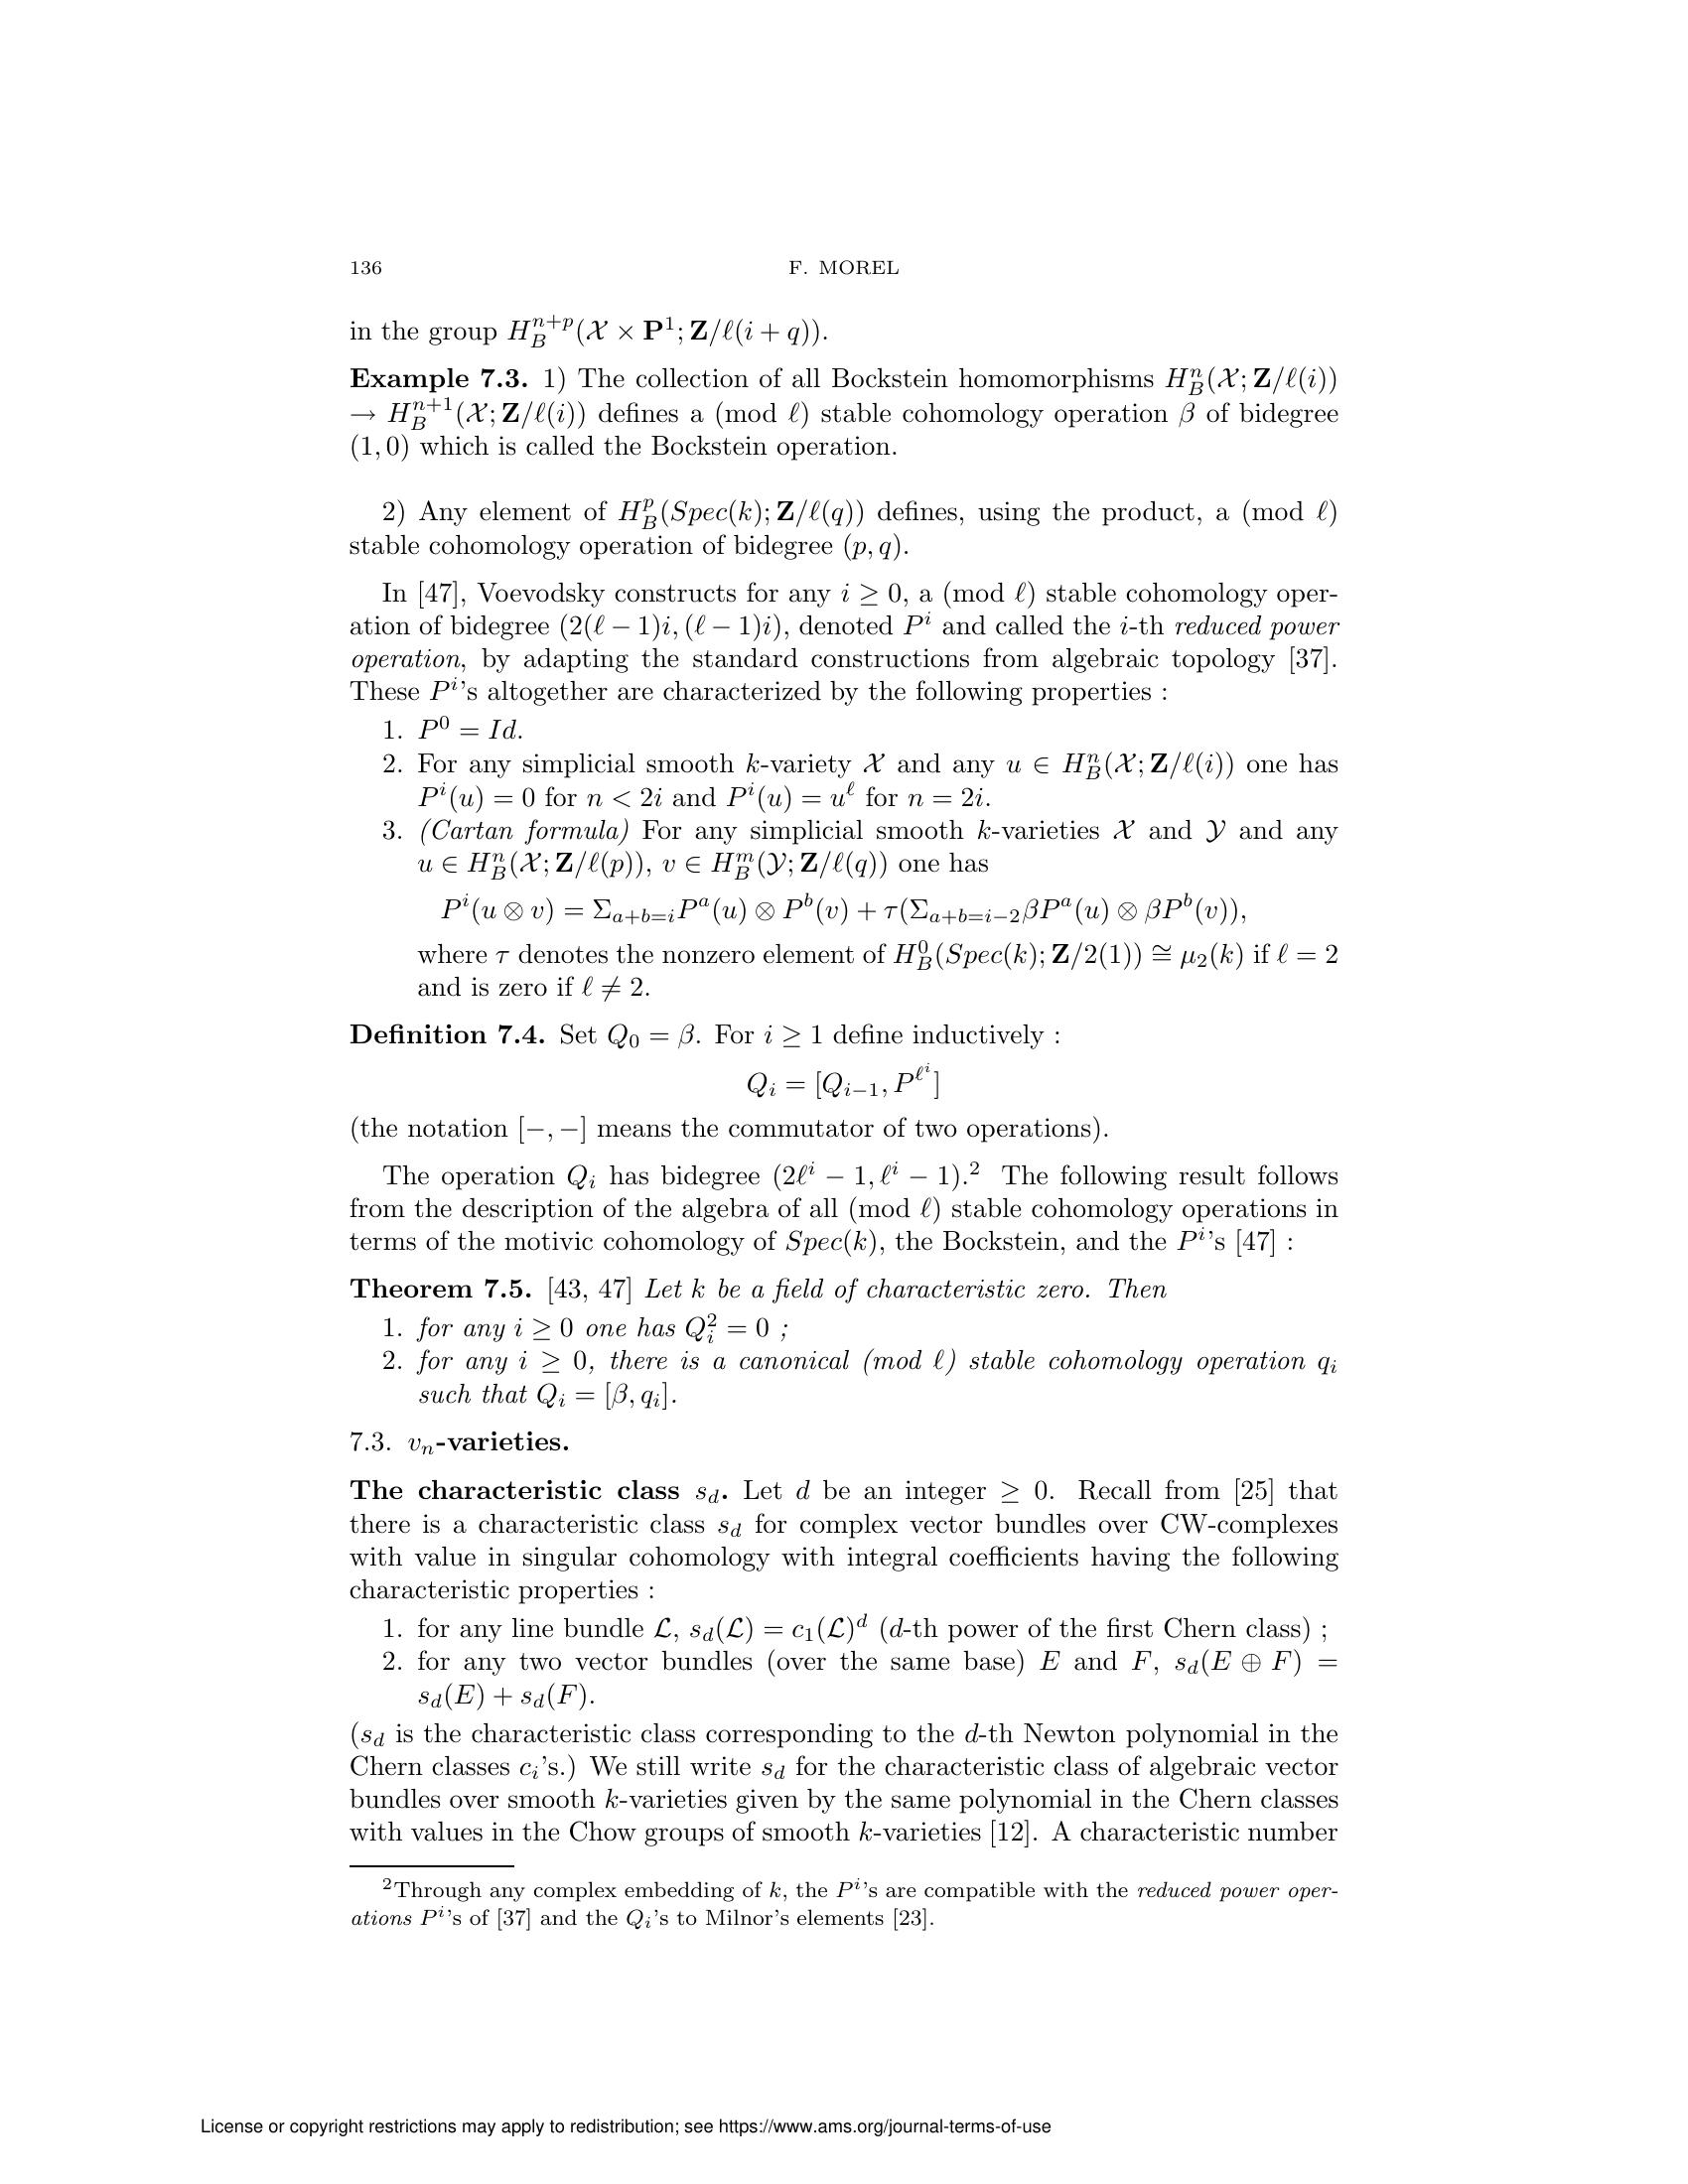 136 F. MOREL
in the group $H_B^{n+p}(\mathcal{X} \times \mathbf{P}^1; \mathbf{Z}/\ell(i+q))$.
Example 7.3. 1) The collection of all Bockstein homomorphisms $H_B^n(\mathcal{X}; \mathbf{Z}/\ell(i))$
$\to H_B^{n+1}(\mathcal{X}; \mathbf{Z}/\ell(i))$ defines a (mod $\ell$) stable cohomology operation $\beta$ of bidegree
$(1, 0)$ which is called the Bockstein operation.
2) Any element of $H_B^p(Spec(k); \mathbf{Z}/\ell(q))$ defines, using the product, a (mod $\ell$)
stable cohomology operation of bidegree $(p, q)$.
In [47], Voevodsky constructs for any $i \geq 0$, a (mod $\ell$) stable cohomology oper-
ation of bidegree $(2(\ell-1)i, (\ell-1)i)$, denoted $P^i$ and called the $i$-th reduced power
operation, by adapting the standard constructions from algebraic topology [37].
These $P^i$'s altogether are characterized by the following properties :
1. $P^0 = Id$.
2. For any simplicial smooth $k$-variety $\mathcal{X}$ and any $u \in H_B^n(\mathcal{X}; \mathbf{Z}/\ell(i))$ one has
$P^i(u) = 0$ for $n < 2i$ and $P^i(u) = u^\ell$ for $n = 2i$.
3. (Cartan formula) For any simplicial smooth $k$-varieties $\mathcal{X}$ and $\mathcal{Y}$ and any
$u \in H_B^n(\mathcal{X}; \mathbf{Z}/\ell(p))$, $v \in H_B^m(\mathcal{Y}; \mathbf{Z}/\ell(q))$ one has
$P^i(u \otimes v) = \Sigma_{a+b=i} P^a(u) \otimes P^b(v) + \tau(\Sigma_{a+b=i-2} \beta P^a(u) \otimes \beta P^b(v)),$
where $\tau$ denotes the nonzero element of $H_B^0(Spec(k); \mathbf{Z}/2(1)) \cong \mu_2(k)$ if $\ell = 2$
and is zero if $\ell \neq 2$.
Definition 7.4. Set $Q_0 = \beta$. For $i \geq 1$ define inductively :
$Q_i = [Q_{i-1}, P^{\ell^i}]$
(the notation $[-, -]$ means the commutator of two operations).
The operation $Q_i$ has bidegree $(2\ell^i - 1, \ell^i - 1)$.$^2$ The following result follows
from the description of the algebra of all (mod $\ell$) stable cohomology operations in
terms of the motivic cohomology of $Spec(k)$, the Bockstein, and the $P^i$'s [47] :
Theorem 7.5. [43, 47] Let $k$ be a field of characteristic zero. Then
1. for any $i \geq 0$ one has $Q_i^2 = 0$ ;
2. for any $i \geq 0$, there is a canonical (mod $\ell$) stable cohomology operation $q_i$
such that $Q_i = [\beta, q_i]$.
7.3. $v_n$-varieties.
The characteristic class $s_d$. Let $d$ be an integer $\geq 0$. Recall from [25] that
there is a characteristic class $s_d$ for complex vector bundles over CW-complexes
with value in singular cohomology with integral coefficients having the following
characteristic properties :
1. for any line bundle $\mathcal{L}$, $s_d(\mathcal{L}) = c_1(\mathcal{L})^d$ ($d$-th power of the first Chern class) ;
2. for any two vector bundles (over the same base) $E$ and $F$, $s_d(E \oplus F) =$
$s_d(E) + s_d(F)$.
($s_d$ is the characteristic class corresponding to the $d$-th Newton polynomial in the
Chern classes $c_i$'s.) We still write $s_d$ for the characteristic class of algebraic vector
bundles over smooth $k$-varieties given by the same polynomial in the Chern classes
with values in the Chow groups of smooth $k$-varieties [12]. A characteristic number
$^2$Through any complex embedding of $k$, the $P^i$'s are compatible with the reduced power oper-
ations $P^i$'s of [37] and the $Q_i$'s to Milnor's elements [23].
License or copyright restrictions may apply to redistribution; see https://www.ams.org/journal-terms-of-use